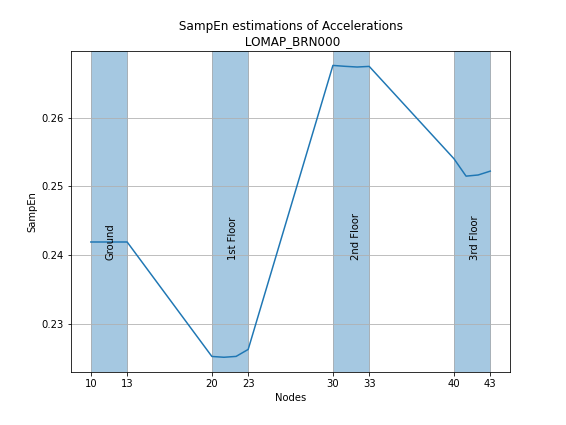 SampEn estimations of Accelerations
LOMAP_BRN000
0.26
0.25
0.24
0.23
SampEn
Ground
1st Floor
2nd Floor
3rd Floor
10 13 20 23 30 33 40 43
Nodes